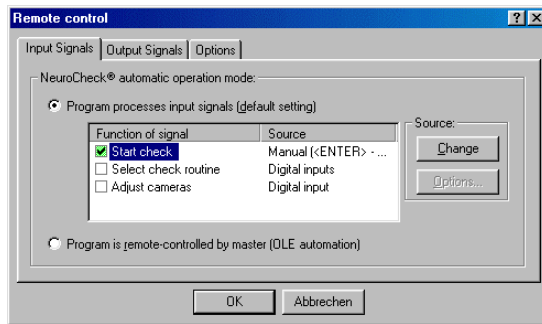 Remote control
Input Signals Output Signals Options
NeuroCheck® automatic operation mode:
Program processes input signals (default setting)
Source:
Function of signal Source
Start check Manual (<ENTER> - ...
Change
Select check routine Digital inputs
Adjust cameras Digital input
Options...
Program is remote-controlled by master (OLE automation)
OK Abbrechen